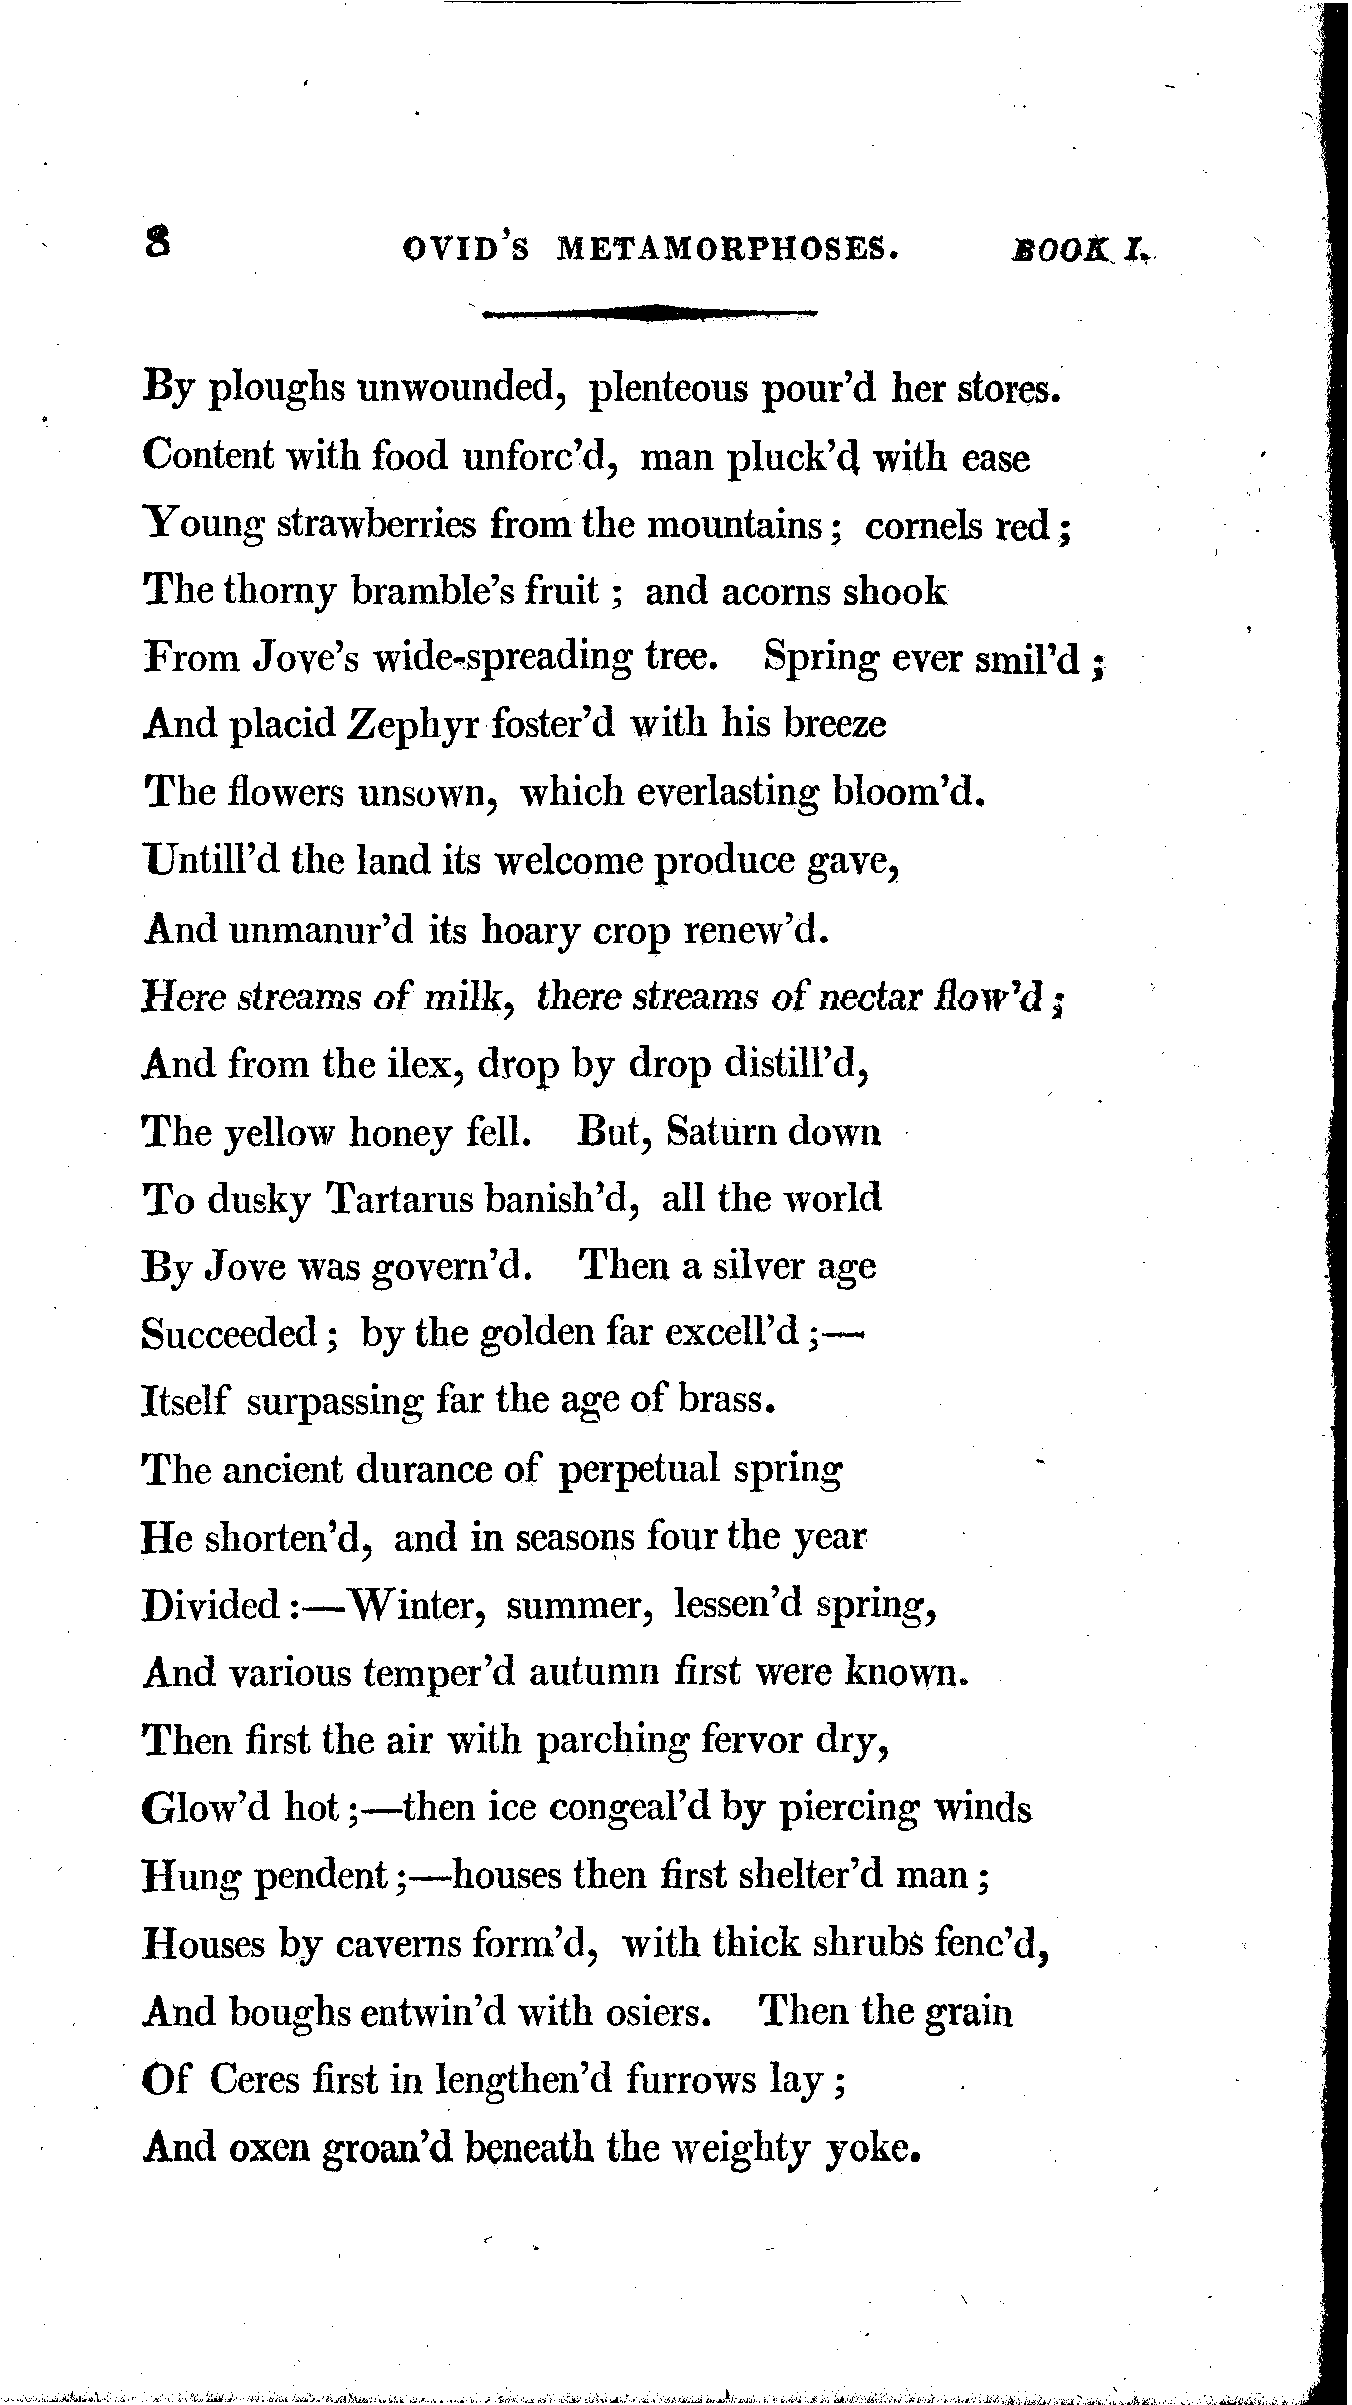 8 OVID'S METAMORPHOSES. BOOK I.
By ploughs unwounded, plenteous pour'd her stores.
Content with food unforc'd, man pluck'd with ease
Young strawberries from the mountains; cornels red;
The thorny bramble's fruit; and acorns shook
From Jove's wide-spreading tree. Spring ever smil'd;
And placid Zephyr foster'd with his breeze
The flowers unsown, which everlasting bloom'd.
Untill'd the land its welcome produce gave,
And unmanur'd its hoary crop renew'd.
Here streams of milk, there streams of nectar flow'd;
And from the ilex, drop by drop distill'd,
The yellow honey fell. But, Saturn down
To dusky Tartarus banish'd, all the world
By Jove was govern'd. Then a silver age
Succeeded; by the golden far excell'd;—
Itself surpassing far the age of brass.
The ancient durance of perpetual spring
He shorten'd, and in seasons four the year
Divided:—Winter, summer, lessen'd spring,
And various temper'd autumn first were known.
Then first the air with parching fervor dry,
Glow'd hot;—then ice congeal'd by piercing winds
Hung pendent;—houses then first shelter'd man;
Houses by caverns form'd, with thick shrubs fenc'd,
And boughs entwin'd with osiers. Then the grain
Of Ceres first in lengthen'd furrows lay;
And oxen groan'd beneath the weighty yoke.